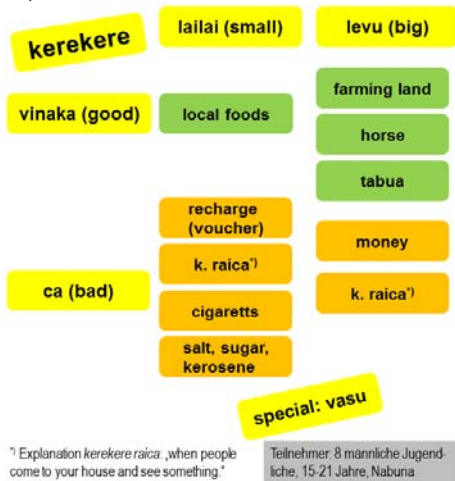 kerekere
lailai (small)
levu (big)
vinaka (good)
local foods
farming land
horse
tabua
ca (bad)
recharge
(voucher)
k. raica*)
cigaretts
salt, sugar,
kerosene
money
k. raica*)
special: vasu
*) Explanation kerekere raica: „when people
come to your house and see something."
Teilnehmer: 8 männliche Jugend-
liche, 15-21 Jahre, Nabuna